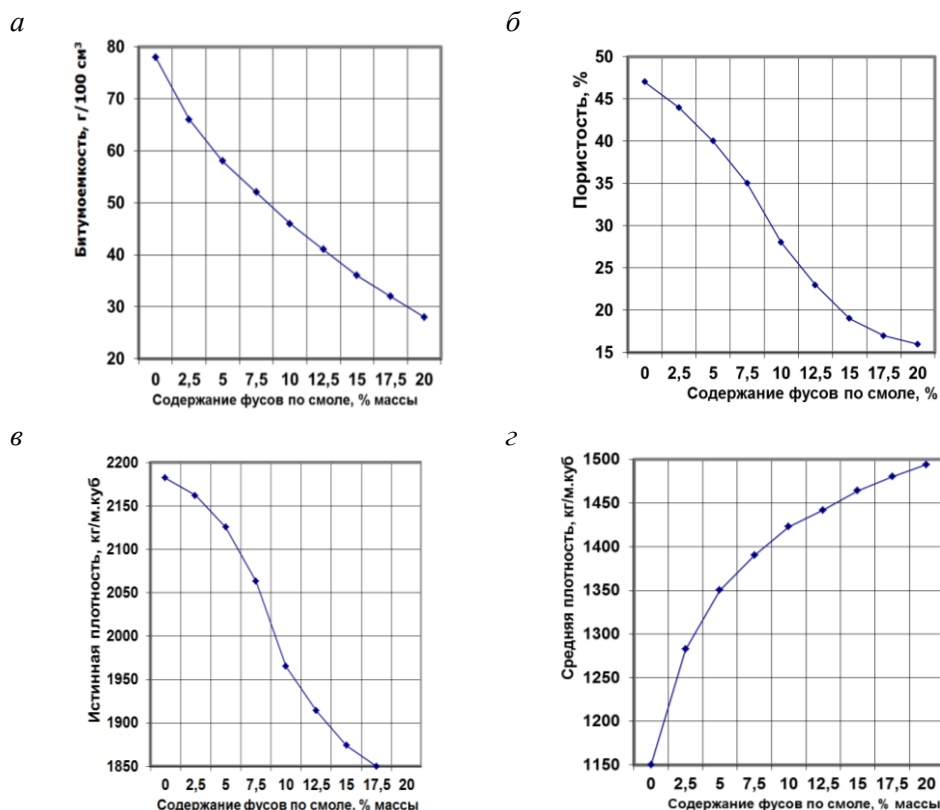 а
Битумоемкость, г/100 см³
80
70
60
50
40
30
20
0 2,5 5 7,5 10 12,5 15 17,5 20
Содержание фусов по смоле, % массы
б
Пористость, %
50
45
40
35
30
25
20
15
0 2,5 5 7,5 10 12,5 15 17,5 20
Содержание фусов по смоле, %
в
Истинная плотность, кг/м.куб
2200
2150
2100
2050
2000
1950
1900
1850
0 2,5 5 7,5 10 12,5 15 17,5 20
Содержание фусов по смоле, % массы
г
Средняя плотность, кг/м.куб
1500
1450
1400
1350
1300
1250
1200
1150
0 2,5 5 7,5 10 12,5 15 17,5 20
Содержание фусов по смоле, % массы